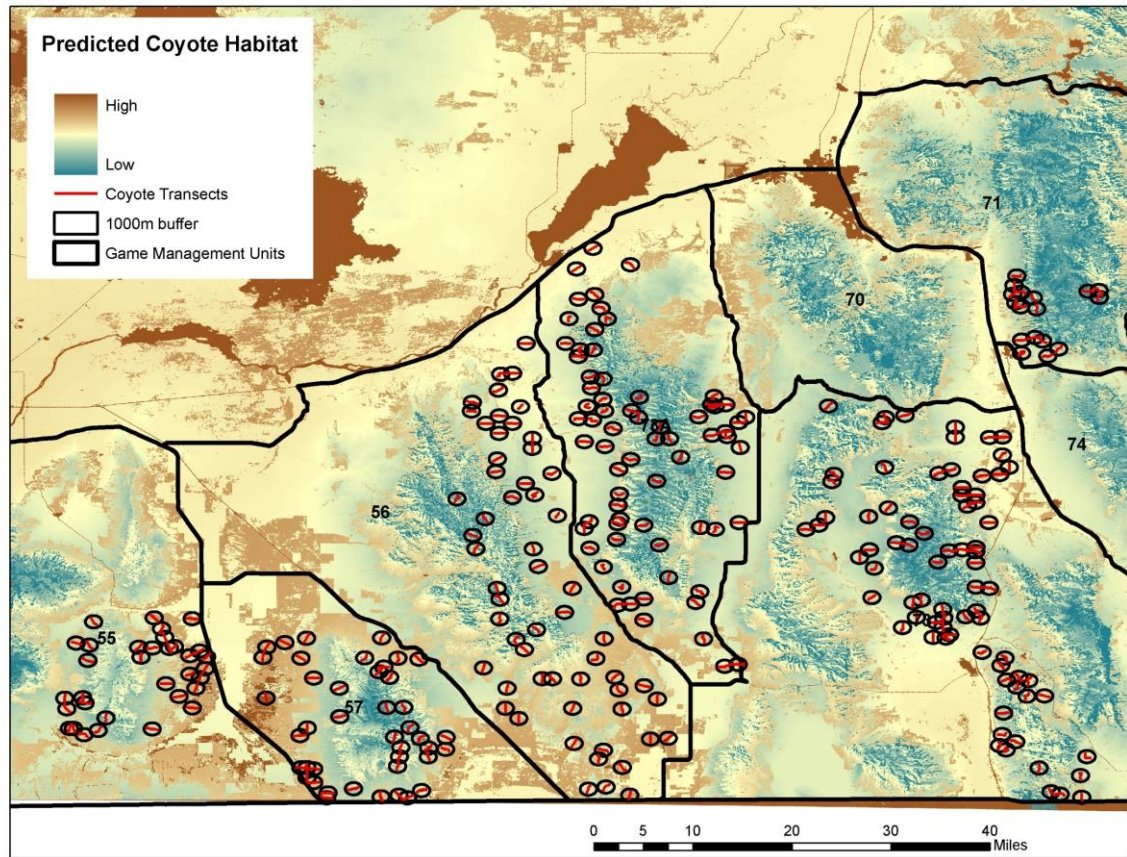 Predicted Coyote Habitat
High
Low
Coyote Transects
1000m buffer
Game Management Units
71
70
78A
74
56
55
57
0 5 10 20 30 40
Miles